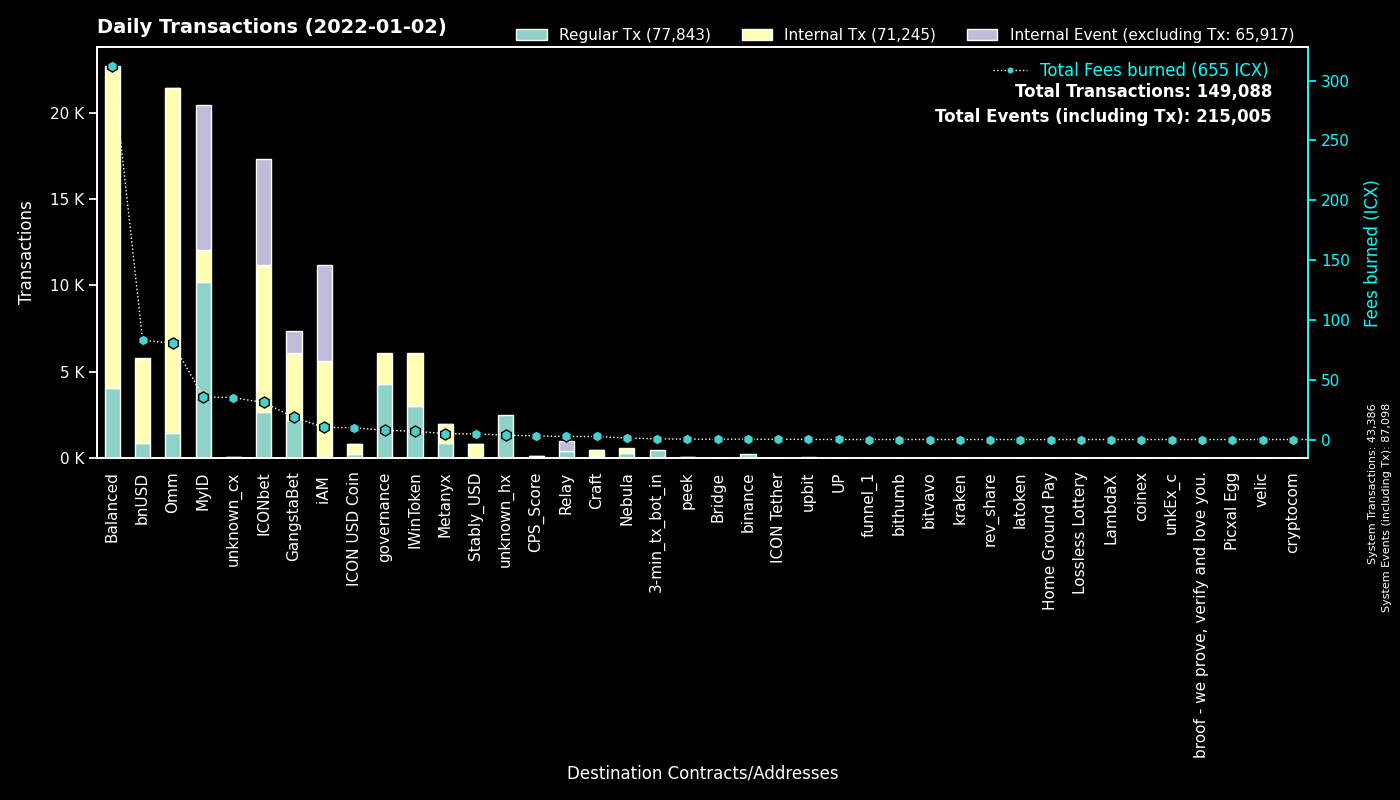 Daily Transactions (2022-01-02)
Regular Tx (77,843)
Internal Tx (71,245)
Internal Event (excluding Tx: 65,917)
Total Fees burned (655 ICX)
Total Transactions: 149,088
Total Events (including Tx): 215,005
Transactions
20 K
15 K
10 K
5 K
0 K
300
250
200
150
100
50
0
Fees burned (ICX)
System Transactions: 43,386
System Events (including Tx): 87,098
Balanced
bnUSD
Omm
MyID
unknown_cx
ICONbet
GangstaBet
iAM
ICON USD Coin
governance
IWinToken
Metanyx
Stably_USD
unknown_hx
CPS_Score
Relay
Craft
Nebula
3-min_tx_bot_in
peek
Bridge
binance
ICON Tether
upbit
UP
funnel_1
bithumb
bitvavo
kraken
rev_share
latoken
Home Ground Pay
Lossless Lottery
LambdaX
coinex
unkEx_c
broof - we prove, verify and love you.
Picxal Egg
velic
cryptocom
Destination Contracts/Addresses